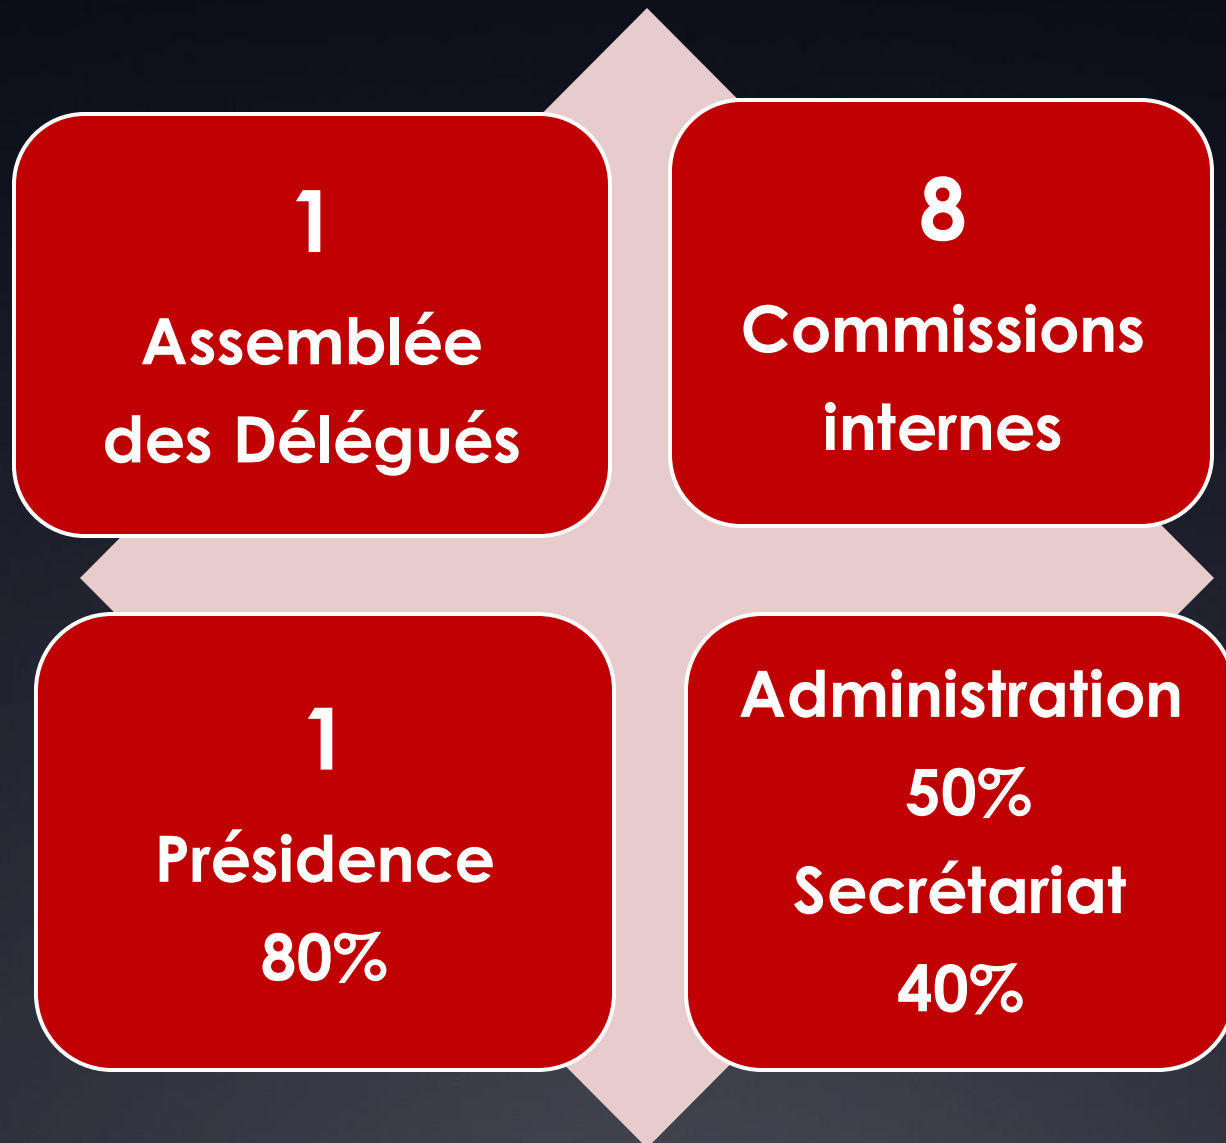 1
Assemblée
des Délégués
8
Commissions
internes
1
Présidence
80%
Administration
50%
Secrétariat
40%